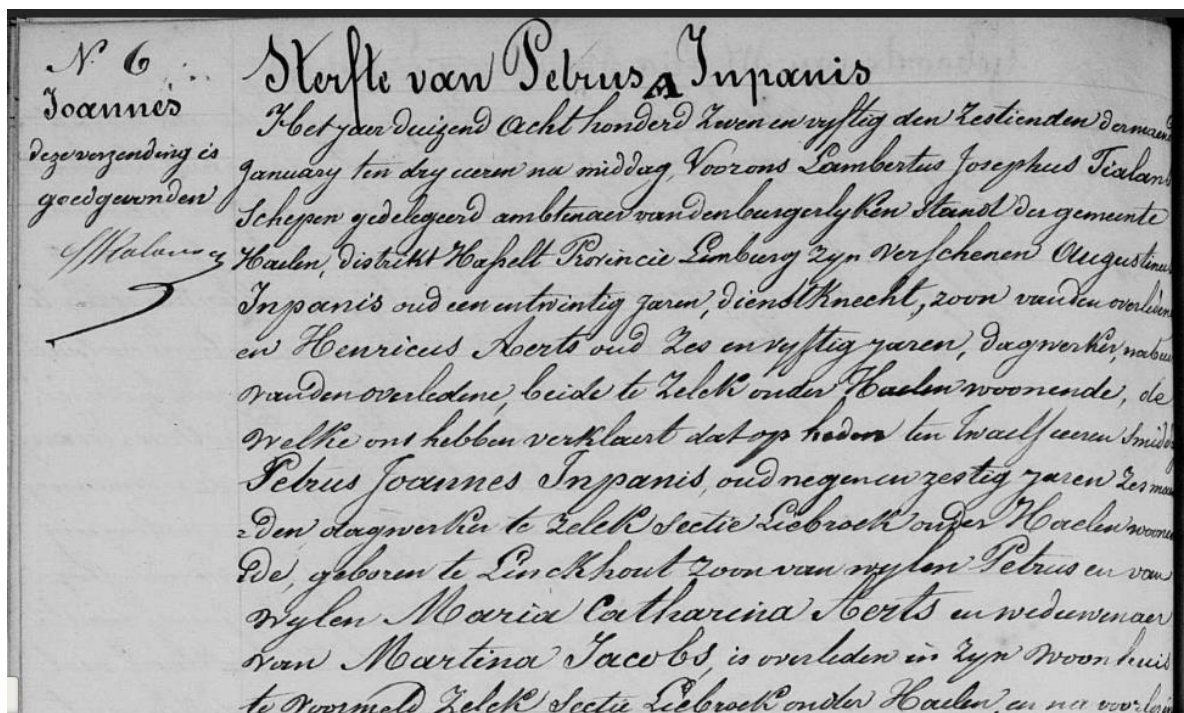 N.º 6
Joannes
deze verzending is
goedgevonden
Sterfte van Petrus ∧ Inpanis
Het jaer duizend acht honderd zeven en vyftig den zestienden der maend
January ten dry ueren na middag, Voor ons Lambertus Josephus
Schepen gedelegeerd ambtenaer van den burgerlyken Stand der gemeente
Haelen, distrikt Hasselt Provincie Limburg zyn verschenen Augustinus
Inpanis oud een entwintig jaren, dienstknecht, zoon van den overledene
en Henricus Aerts oud zes en vyftig jaren, dagwerker, nabuer
van den overledene, beide te Zelck onder Haelen woonende, de
welke ons hebben verklaert dat op heden ten twaelf ueren Smidd
Petrus Joannes Inpanis, oud negen en zestig jaren zes maen
=den dagwerker te Zelck Sectie Liebroek onder Haelen woonen
=de, geboren te Linckhout zoon van wylen Petrus en van
wylen Maria Catharina Aerts en weduwenaer
van Martina Jacobs, is overleden in zyn woonhuis
te voormeld Zelck Sectie Liebroek onder Haelen, en na voorlezin